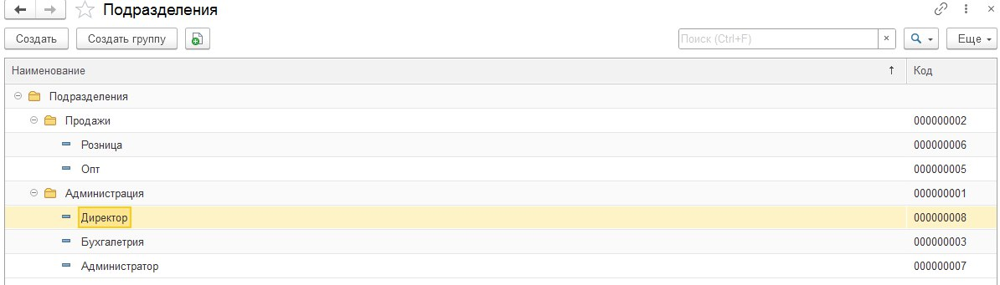 Подразделения
Создать Создать группу Поиск (Ctrl+F) × Еще
Наименование ↑ Код
Подразделения
Продажи 000000002
Розница 000000006
Опт 000000005
Администрация 000000001
Директор 000000008
Бухгалетрия 000000003
Администратор 000000007